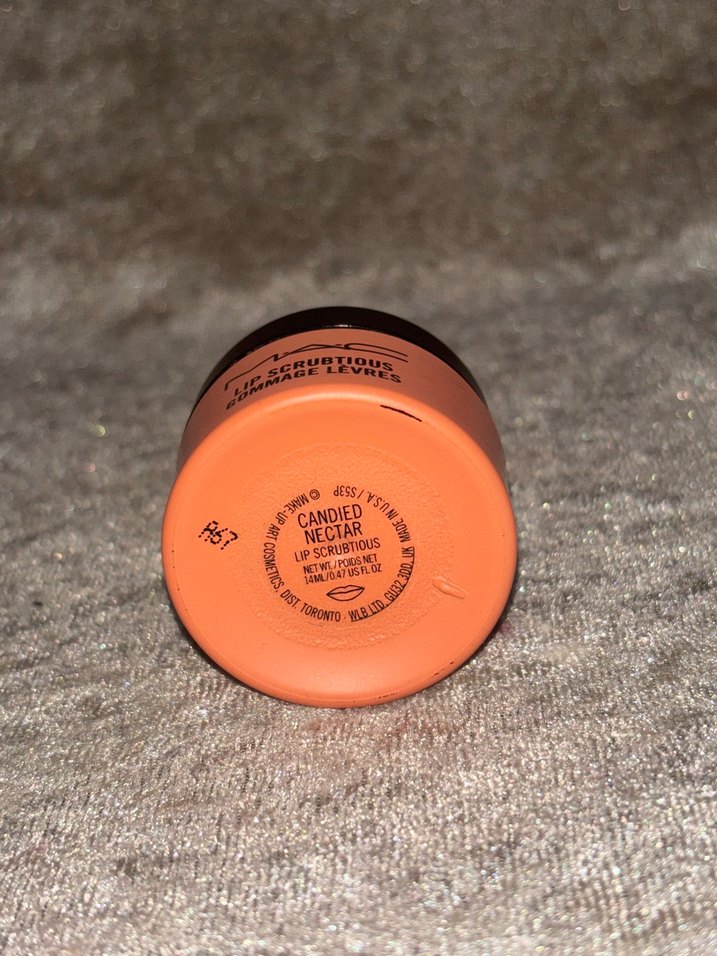 MAC
LIP SCRUBTIOUS
GOMMAGE LÈVRES
A67
CANDIED
NECTAR
LIP SCRUBTIOUS
NET WT./POIDS NET
14ML/0.47 US FL OZ
© MAKE-UP ART COSMETICS, DIST. TORONTO · WLB LTD, GU32 3DD, UK MADE IN U.S.A. / S53P